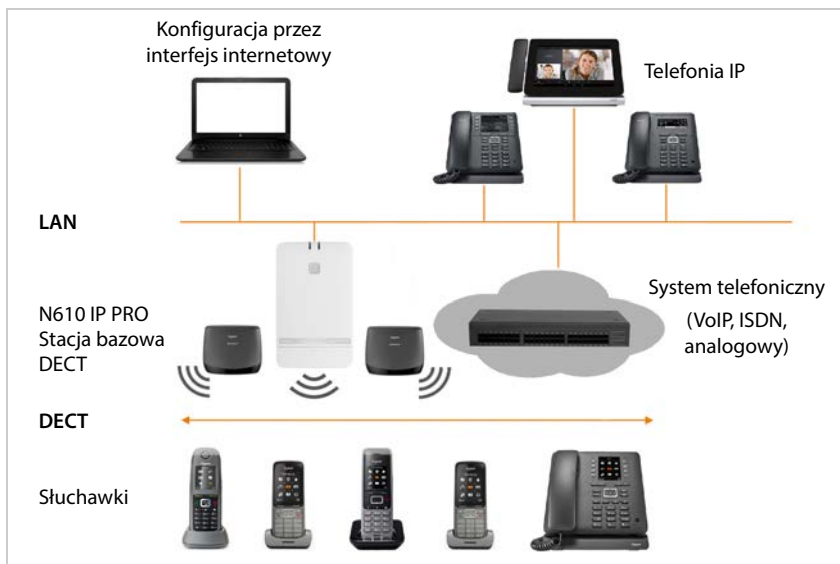 Konfiguracja przez
interfejs internetowy
Telefonia IP
LAN
N610 IP PRO
Stacja bazowa
DECT
System telefoniczny
(VoIP, ISDN,
analogowy)
DECT
Słuchawki